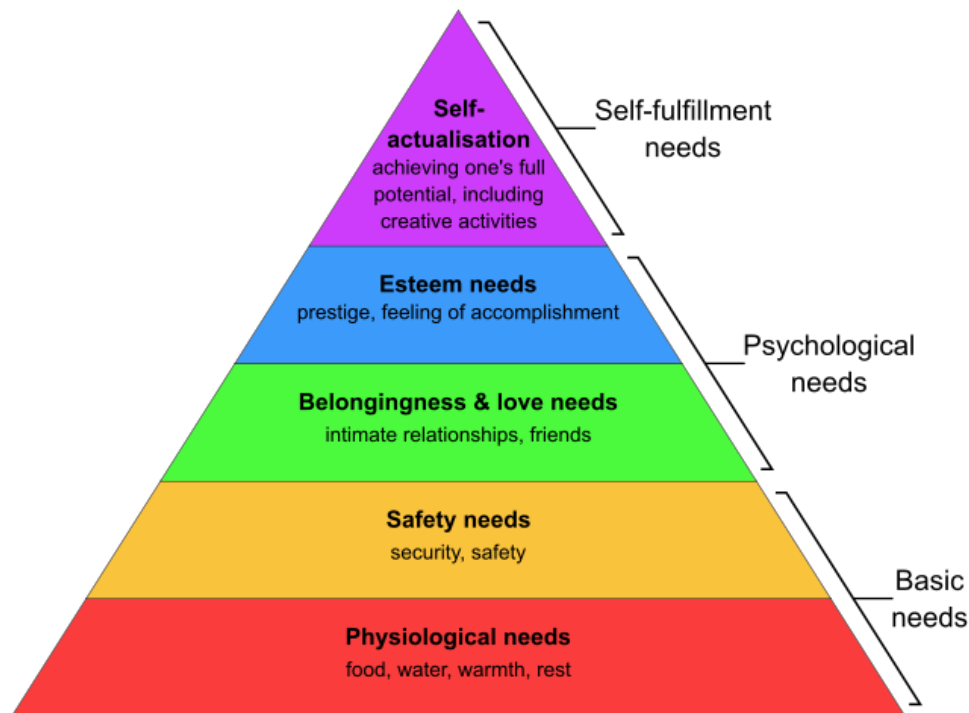 Self-
actualisation
achieving one's full
potential, including
creative activities
Self-fulfillment
needs
Esteem needs
prestige, feeling of accomplishment
Psychological
needs
Belongingness & love needs
intimate relationships, friends
Safety needs
security, safety
Basic
needs
Physiological needs
food, water, warmth, rest